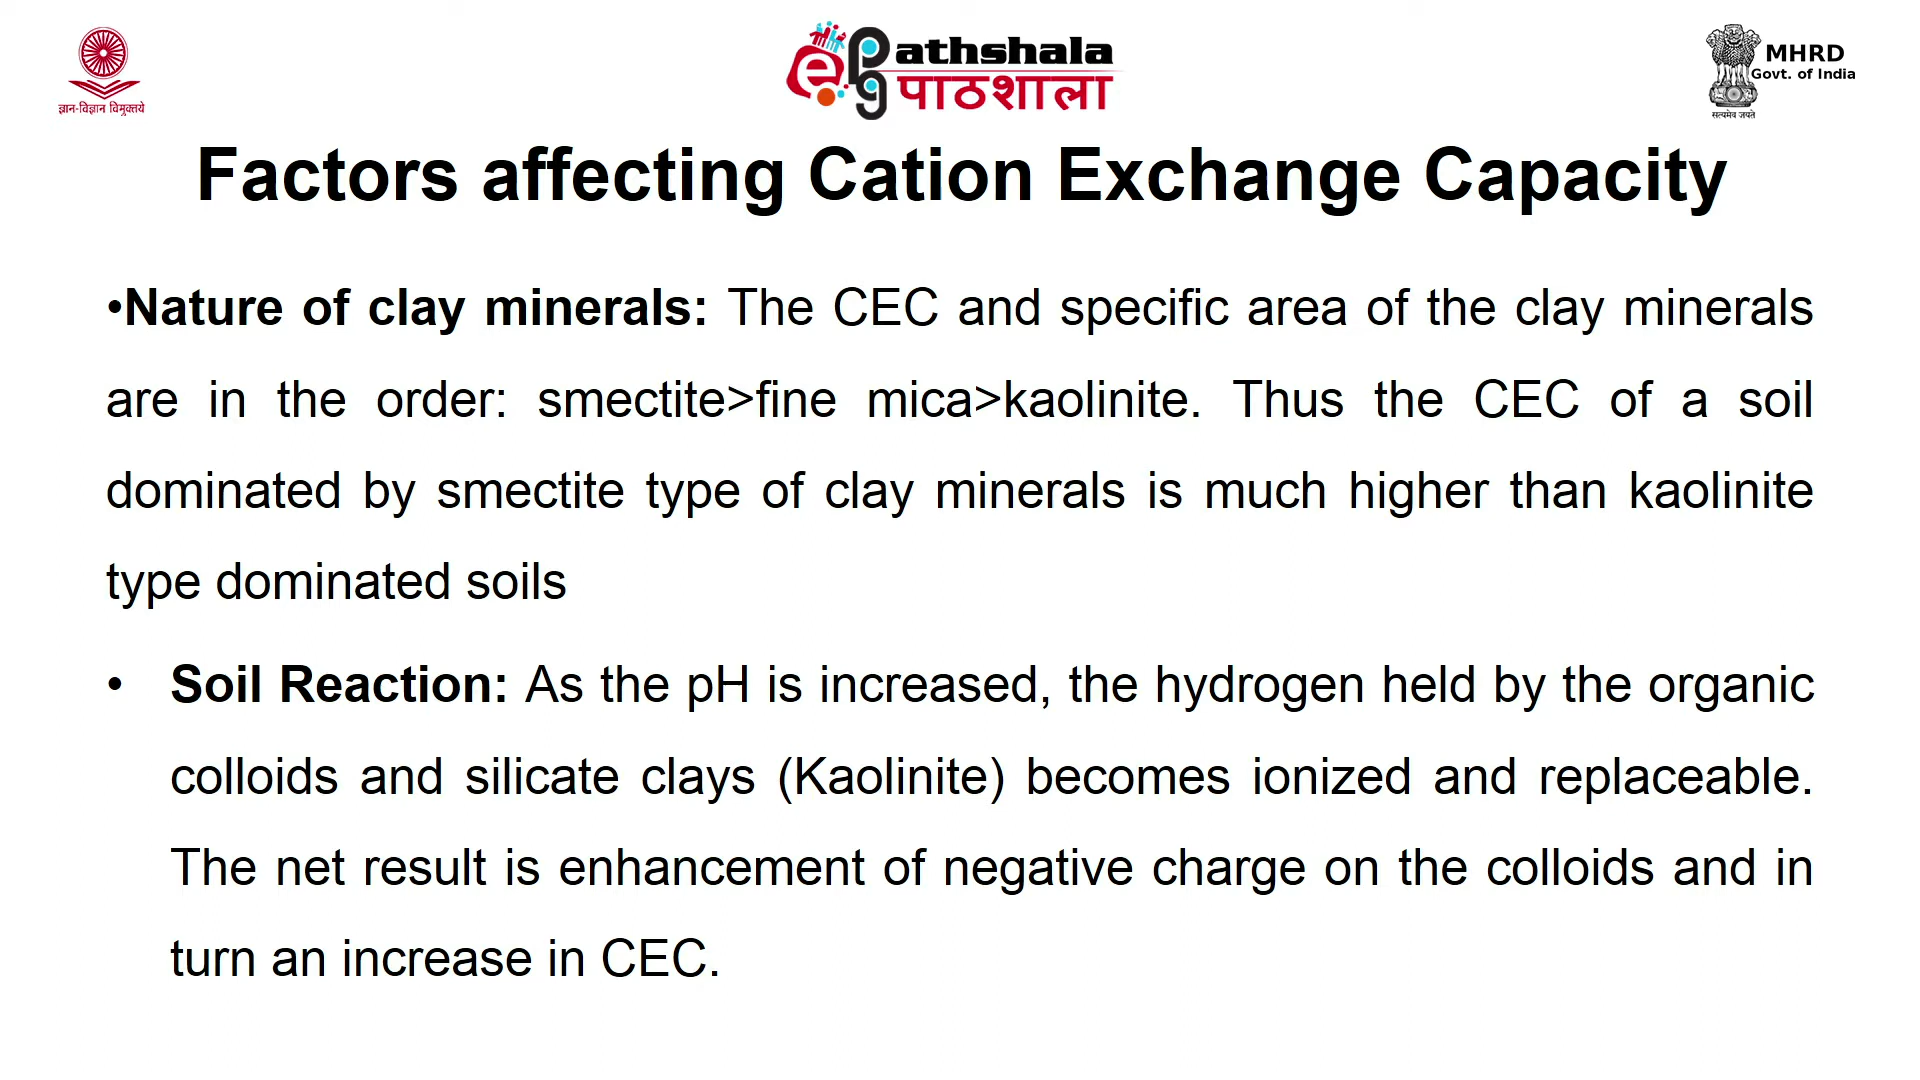 ज्ञान-विज्ञान विमुक्तये
ePathshala
पाठशाला
MHRD
Govt. of India
सत्यमेव जयते
Factors affecting Cation Exchange Capacity
•Nature of clay minerals: The CEC and specific area of the clay minerals
are in the order: smectite>fine mica>kaolinite. Thus the CEC of a soil
dominated by smectite type of clay minerals is much higher than kaolinite
type dominated soils
• Soil Reaction: As the pH is increased, the hydrogen held by the organic
colloids and silicate clays (Kaolinite) becomes ionized and replaceable.
The net result is enhancement of negative charge on the colloids and in
turn an increase in CEC.